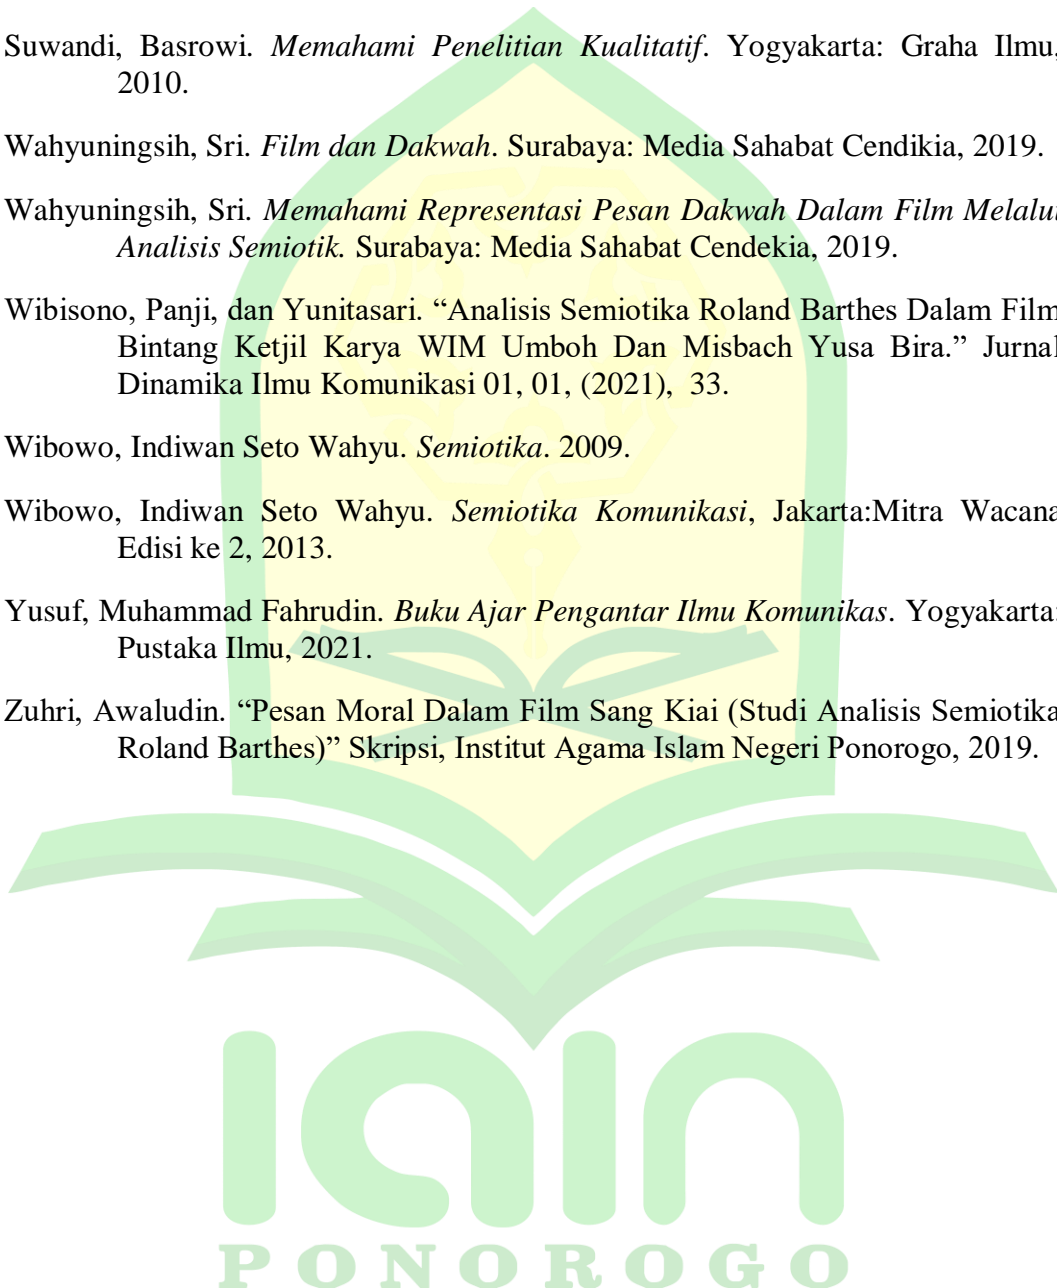 Suwandi, Basrowi. Memahami Penelitian Kualitatif. Yogyakarta: Graha Ilmu,
2010.
Wahyuningsih, Sri. Film dan Dakwah. Surabaya: Media Sahabat Cendikia, 2019.
Wahyuningsih, Sri. Memahami Representasi Pesan Dakwah Dalam Film Melalui
Analisis Semiotik. Surabaya: Media Sahabat Cendekia, 2019.
Wibisono, Panji, dan Yunitasari. “Analisis Semiotika Roland Barthes Dalam Film
Bintang Ketjil Karya WIM Umboh Dan Misbach Yusa Bira.” Jurnal
Dinamika Ilmu Komunikasi 01, 01, (2021), 33.
Wibowo, Indiwan Seto Wahyu. Semiotika. 2009.
Wibowo, Indiwan Seto Wahyu. Semiotika Komunikasi, Jakarta:Mitra Wacana
Edisi ke 2, 2013.
Yusuf, Muhammad Fahrudin. Buku Ajar Pengantar Ilmu Komunikas. Yogyakarta:
Pustaka Ilmu, 2021.
Zuhri, Awaludin. “Pesan Moral Dalam Film Sang Kiai (Studi Analisis Semiotika
Roland Barthes)” Skripsi, Institut Agama Islam Negeri Ponorogo, 2019.
iain
PONOROGO